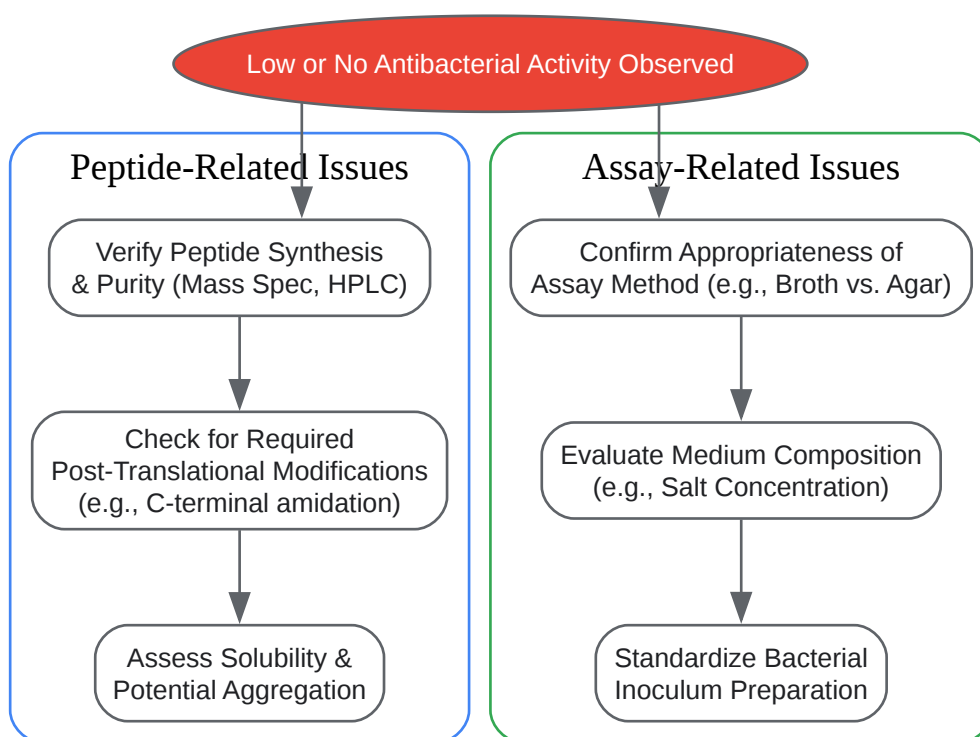 Low or No Antibacterial Activity Observed
Peptide-Related Issues
Verify Peptide Synthesis
& Purity (Mass Spec, HPLC)
Check for Required
Post-Translational Modifications
(e.g., C-terminal amidation)
Assess Solubility &
Potential Aggregation
Assay-Related Issues
Confirm Appropriateness of
Assay Method (e.g., Broth vs. Agar)
Evaluate Medium Composition
(e.g., Salt Concentration)
Standardize Bacterial
Inoculum Preparation